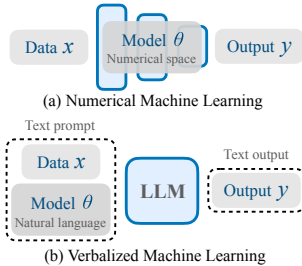 Data x
Model θ
Numerical space
Output y
(a) Numerical Machine Learning
Text prompt
Data x
Model θ
Natural language
LLM
Text output
Output y
(b) Verbalized Machine Learning